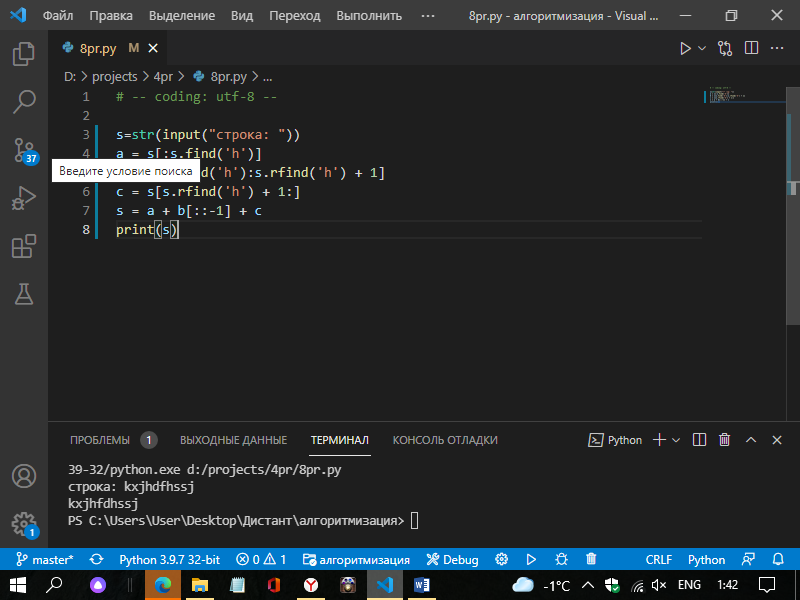 Файл Правка Выделение Вид Переход Выполнить ··· 8pr.py - алгоритмизация - Visual ...
8pr.py M
D: > projects > 4pr > 8pr.py > ...
1 # -- coding: utf-8 --
2
3 s=str(input("строка: "))
4 a = s[:s.find('h')]
Введите условие поиска d('h'):s.rfind('h') + 1]
6 c = s[s.rfind('h') + 1:]
7 s = a + b[::-1] + c
8 print(s)
37
ПРОБЛЕМЫ 1 ВЫХОДНЫЕ ДАННЫЕ ТЕРМИНАЛ КОНСОЛЬ ОТЛАДКИ Python
39-32/python.exe d:/projects/4pr/8pr.py
строка: kxjhdfhssj
kxjhfdhssj
PS C:\Users\User\Desktop\Дистант\алгоритмизация>
1
master* Python 3.9.7 32-bit 0 1 алгоритмизация Debug CRLF Python
-1°C ENG 1:42